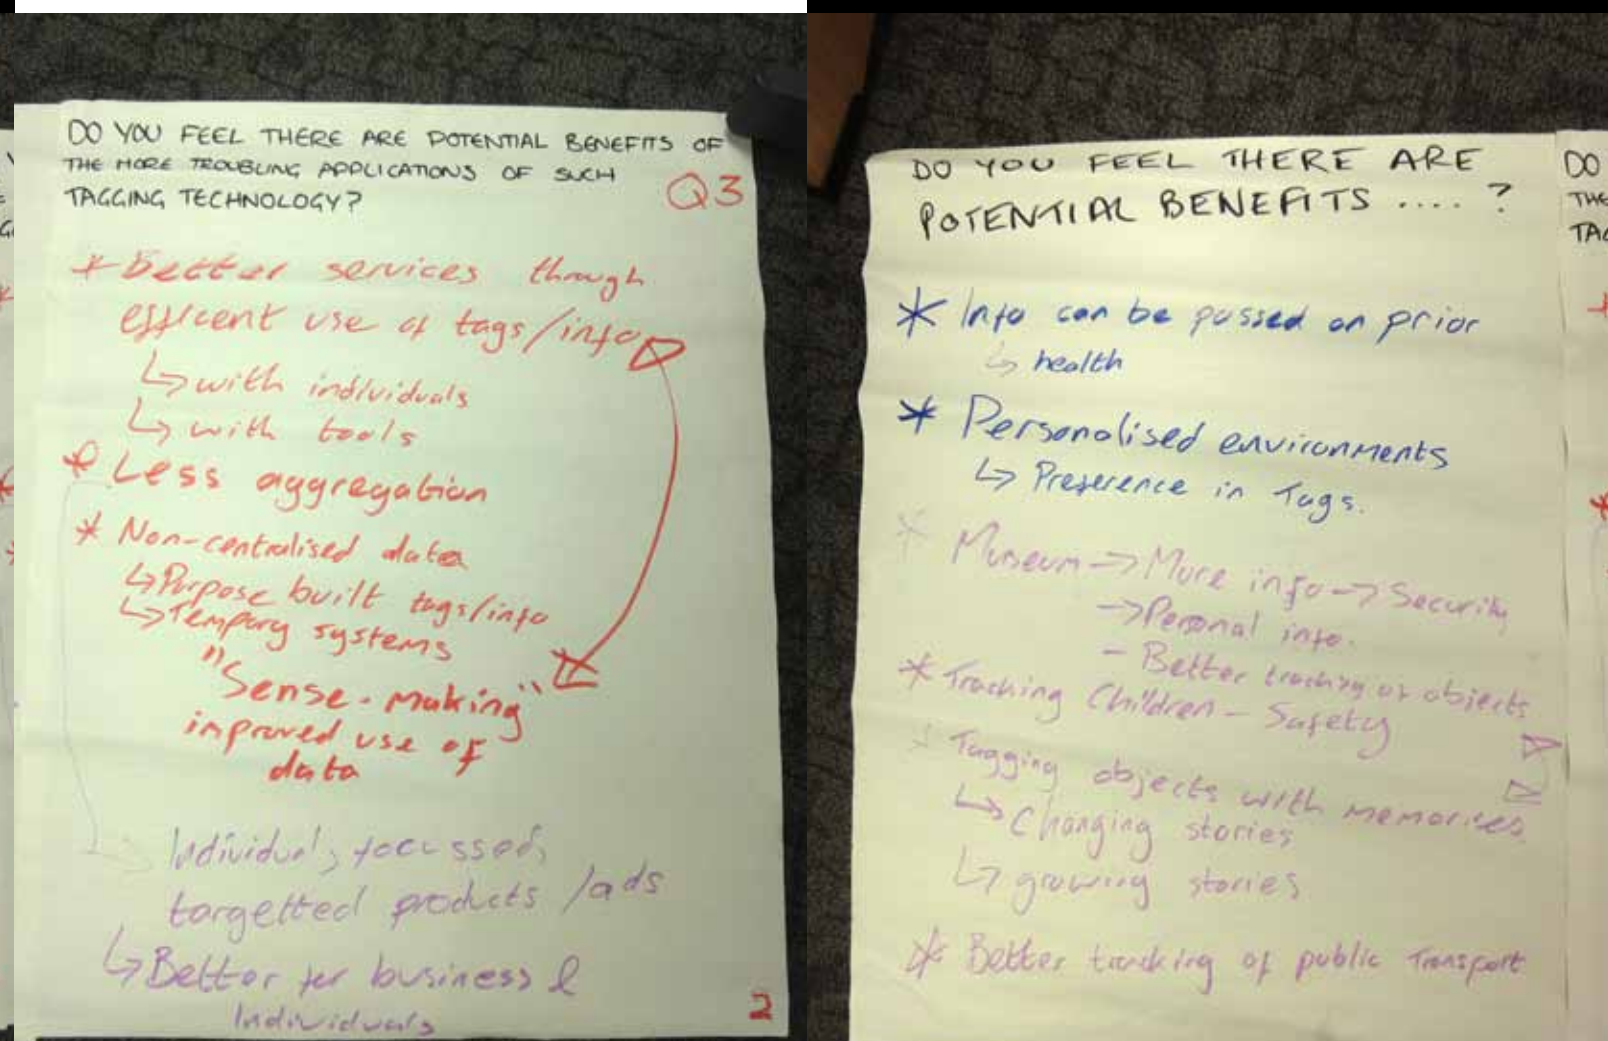 DO YOU FEEL THERE ARE POTENTIAL BENEFITS OF
THE MORE TROUBLING APPLICATIONS OF SUCH
TAGGING TECHNOLOGY?
Q3
* Better services through
efficent use of tags/info
↳ with individuals
↳ with tools
* Less aggregation
* Non-centralised data
↳ Purpose built tags/info
↳ Tempory systems
"Sense-making"
improved use of
data
Individual, focussed,
targetted products /ads
↳ Better for business &
Individuals
2
DO YOU FEEL THERE ARE
POTENTIAL BENEFITS .... ?
* Info can be passed on prior
↳ health
* Personalised environments
↳ Preference in Tags.
* Museum → More info → Security
→ Personal info.
- Better tracking of objects
* Tracking Children - Safety
* Tagging objects with memories
↳ Changing stories
↳ growing stories
* Better tracking of public Transport
DO
THE
TAG